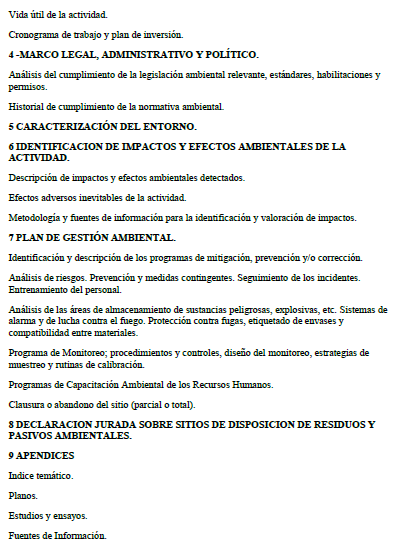 Vida útil de la actividad.
Cronograma de trabajo y plan de inversión.
4 -MARCO LEGAL, ADMINISTRATIVO Y POLÍTICO.
Análisis del cumplimiento de la legislación ambiental relevante, estándares, habilitaciones y
permisos.
Historial de cumplimiento de la normativa ambiental.
5 CARACTERIZACIÓN DEL ENTORNO.
6 IDENTIFICACION DE IMPACTOS Y EFECTOS AMBIENTALES DE LA
ACTIVIDAD.
Descripción de impactos y efectos ambientales detectados.
Efectos adversos inevitables de la actividad.
Metodología y fuentes de información para la identificación y valoración de impactos.
7 PLAN DE GESTIÓN AMBIENTAL.
Identificación y descripción de los programas de mitigación, prevención y/o corrección.
Análisis de riesgos. Prevención y medidas contingentes. Seguimiento de los incidentes.
Entrenamiento del personal.
Análisis de las áreas de almacenamiento de sustancias peligrosas, explosivas, etc. Sistemas de
alarma y de lucha contra el fuego. Protección contra fugas, etiquetado de envases y
compatibilidad entre materiales.
Programa de Monitoreo; procedimientos y controles, diseño del monitoreo, estrategias de
muestreo y rutinas de calibración.
Programas de Capacitación Ambiental de los Recursos Humanos.
Clausura o abandono del sitio (parcial o total).
8 DECLARACION JURADA SOBRE SITIOS DE DISPOSICION DE RESIDUOS Y
PASIVOS AMBIENTALES.
9 APENDICES
Indice temático.
Planos.
Estudios y ensayos.
Fuentes de Información.